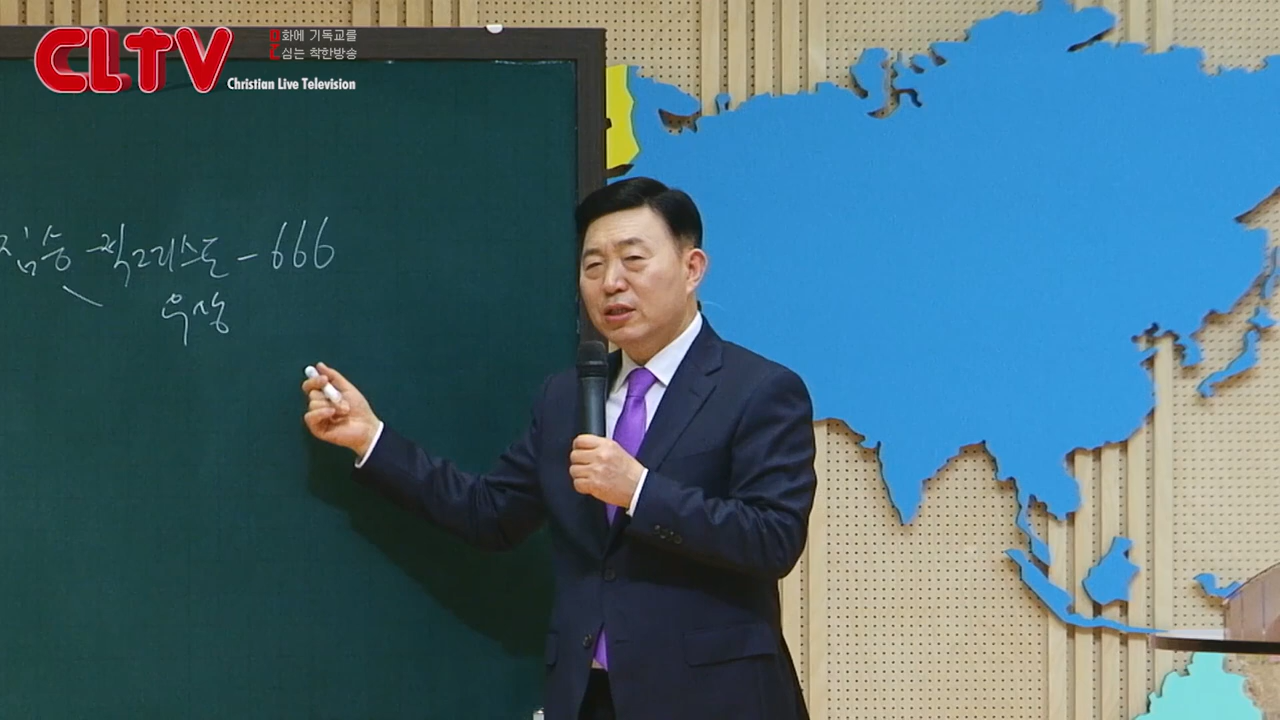 CLTV
문화에 기독교를
심는 착한방송
Christian Live Television
짐승 - 적그리스도 - 666
우상